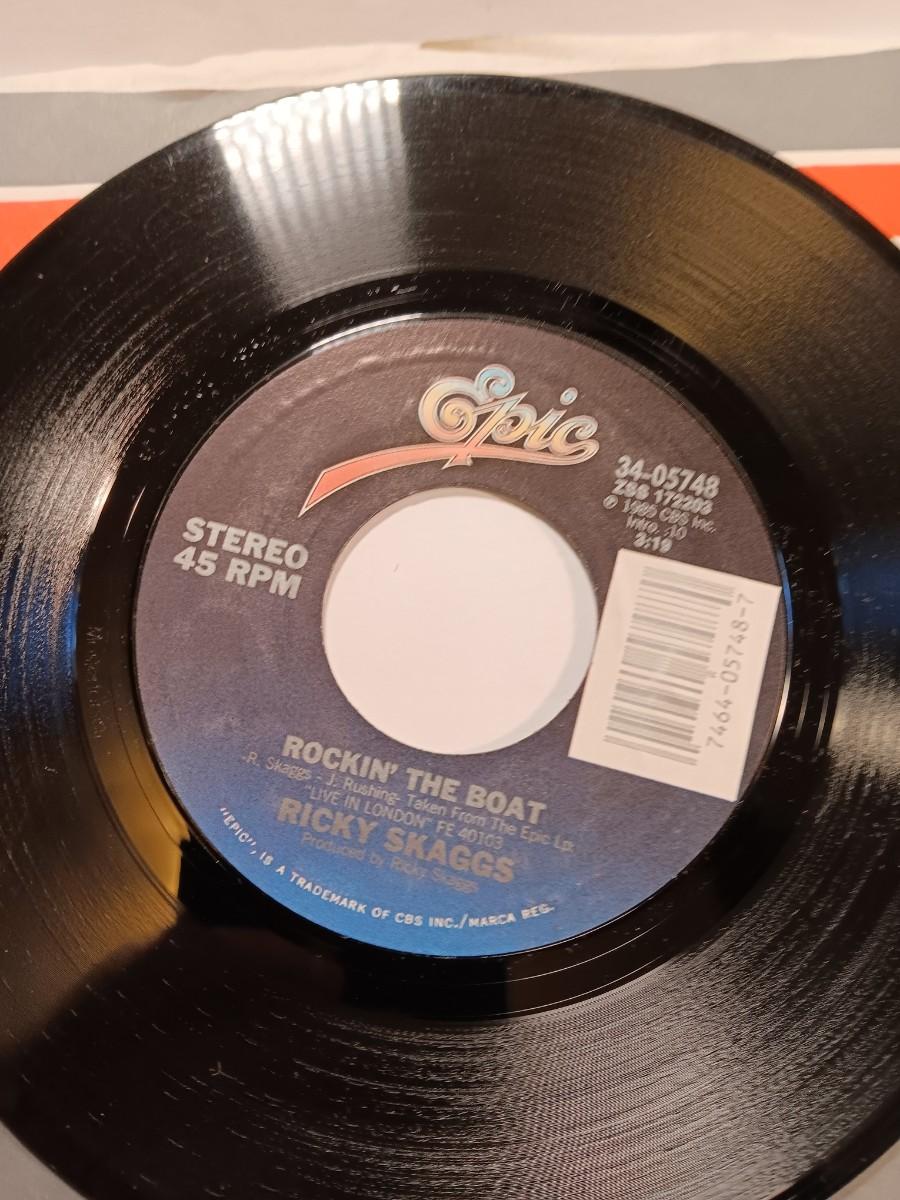 Epic
34-05748
ZSS 172203
℗ 1985 CBS Inc.
Intro. :10
3:19
STEREO
45 RPM
7464-05748-7
ROCKIN' THE BOAT
-R. Skaggs - J. Rushing- Taken From The Epic Lp:
"LIVE IN LONDON" FE 40103
RICKY SKAGGS
Produced by Ricky Skaggs
"EPIC", IS A TRADEMARK OF CBS INC./MARCA REG.